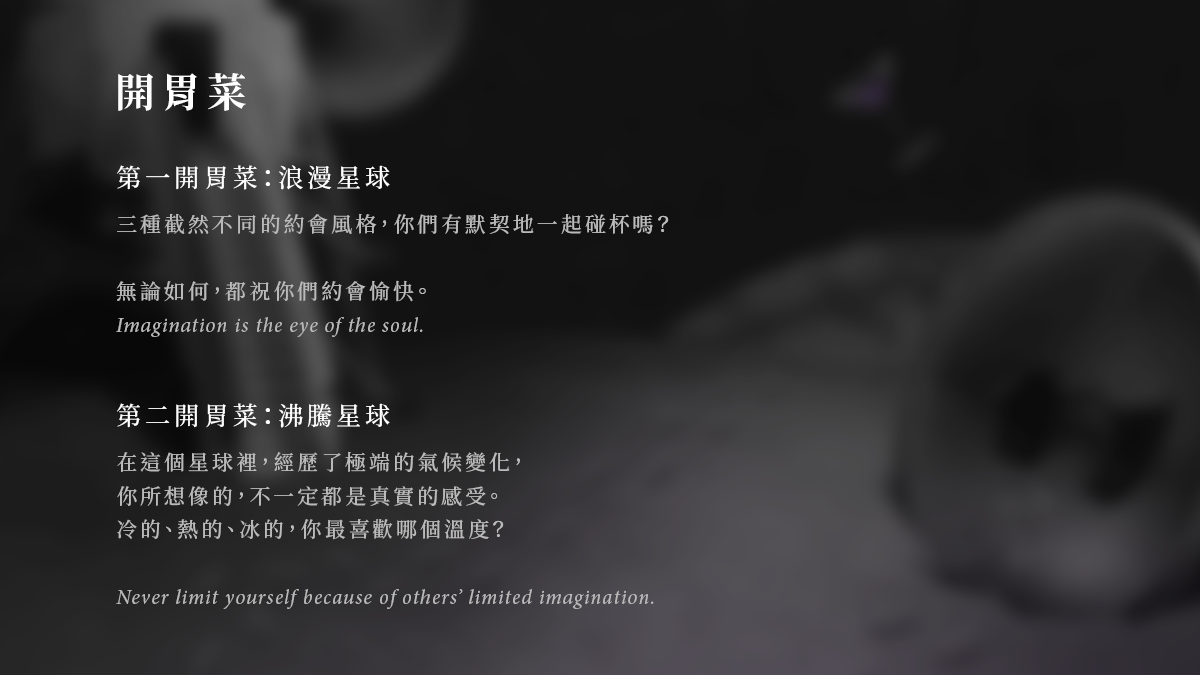 開胃菜
第一開胃菜：浪漫星球
三種截然不同的約會風格，你們有默契地一起碰杯嗎？
無論如何，都祝你們約會愉快。
Imagination is the eye of the soul.
第二開胃菜：沸騰星球
在這個星球裡，經歷了極端的氣候變化，
你所想像的，不一定都是真實的感受。
冷的、熱的、冰的，你最喜歡哪個溫度？
Never limit yourself because of others’ limited imagination.